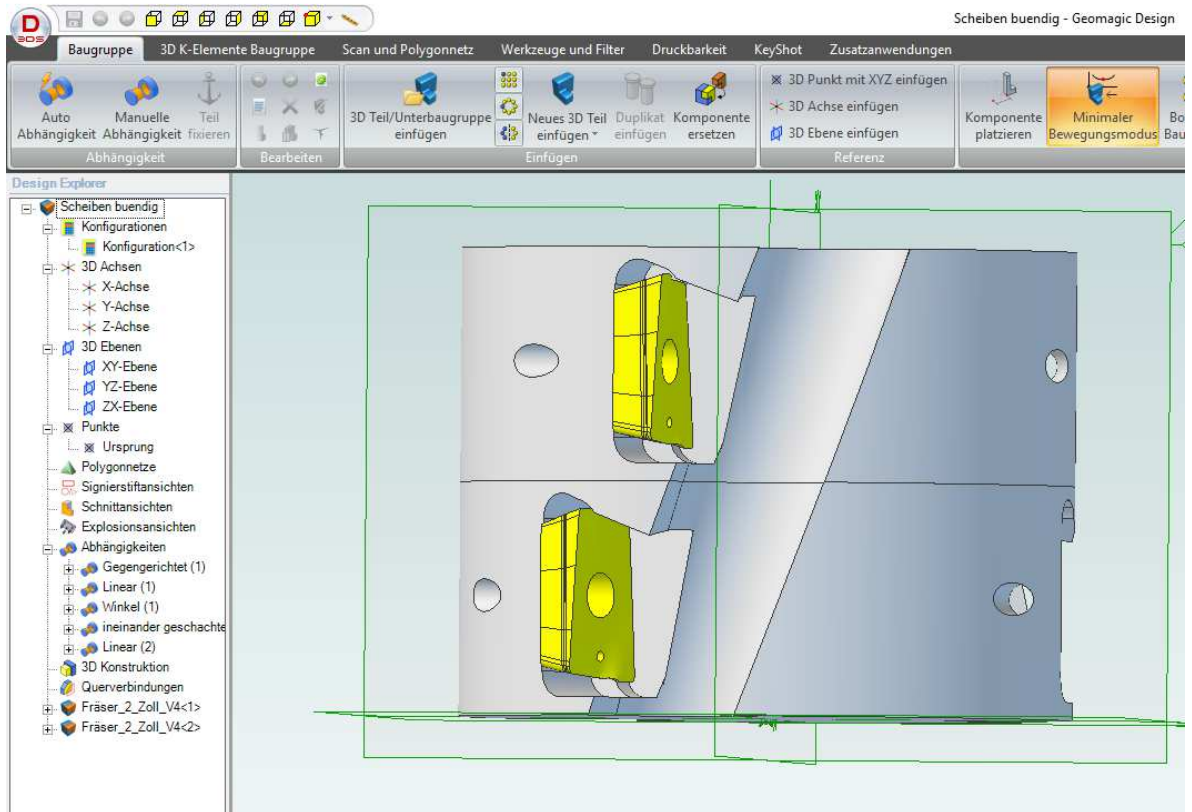 Scheiben buendig - Geomagic Design
D
3DS
Baugruppe 3D K-Elemente Baugruppe Scan und Polygonnetz Werkzeuge und Filter Druckbarkeit KeyShot Zusatzanwendungen
Auto Abhängigkeit
Manuelle Abhängigkeit
Teil fixieren
Abhängigkeit
Bearbeiten
3D Teil/Unterbaugruppe einfügen
Neues 3D Teil einfügen
Duplikat einfügen
Komponente ersetzen
Einfügen
3D Punkt mit XYZ einfügen
3D Achse einfügen
3D Ebene einfügen
Referenz
Komponente platzieren
Minimaler Bewegungsmodus
Design Explorer
Scheiben buendig
Konfigurationen
Konfiguration<1>
3D Achsen
X-Achse
Y-Achse
Z-Achse
3D Ebenen
XY-Ebene
YZ-Ebene
ZX-Ebene
Punkte
Ursprung
Polygonnetze
Signierstiftansichten
Schnittansichten
Explosionsansichten
Abhängigkeiten
Gegengerichtet (1)
Linear (1)
Winkel (1)
ineinander geschachte
Linear (2)
3D Konstruktion
Querverbindungen
Fräser_2_Zoll_V4<1>
Fräser_2_Zoll_V4<2>